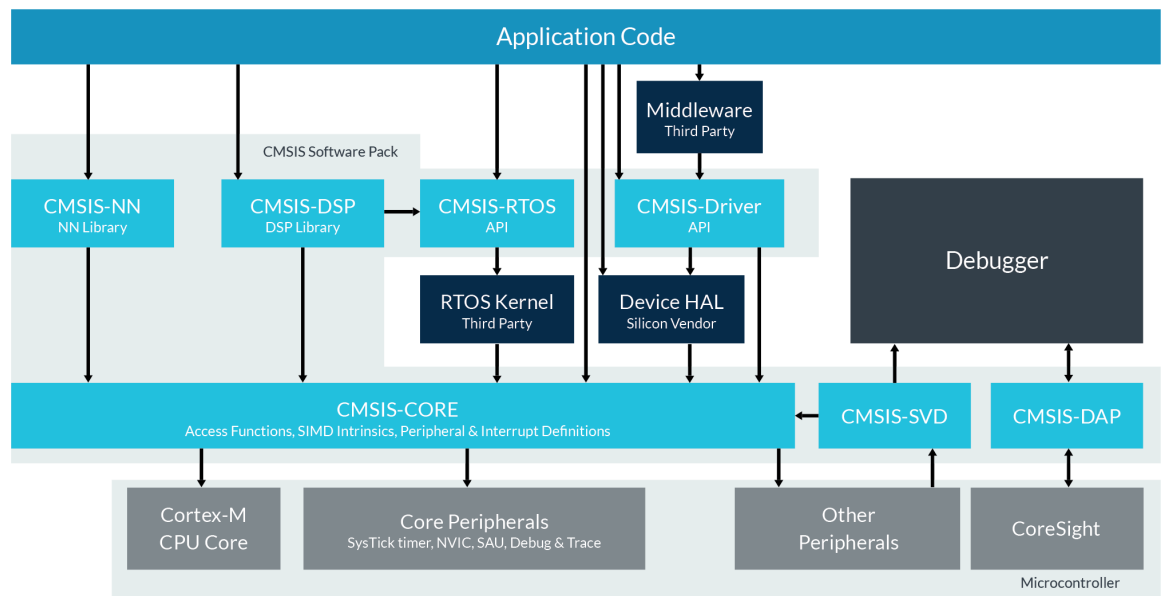 Application Code
Middleware
Third Party
CMSIS Software Pack
CMSIS-NN
NN Library
CMSIS-DSP
DSP Library
CMSIS-RTOS
API
CMSIS-Driver
API
Debugger
RTOS Kernel
Third Party
Device HAL
Silicon Vendor
CMSIS-CORE
Access Functions, SIMD Intrinsics, Peripheral & Interrupt Definitions
CMSIS-SVD
CMSIS-DAP
Cortex-M
CPU Core
Core Peripherals
SysTick timer, NVIC, SAU, Debug & Trace
Other
Peripherals
CoreSight
Microcontroller